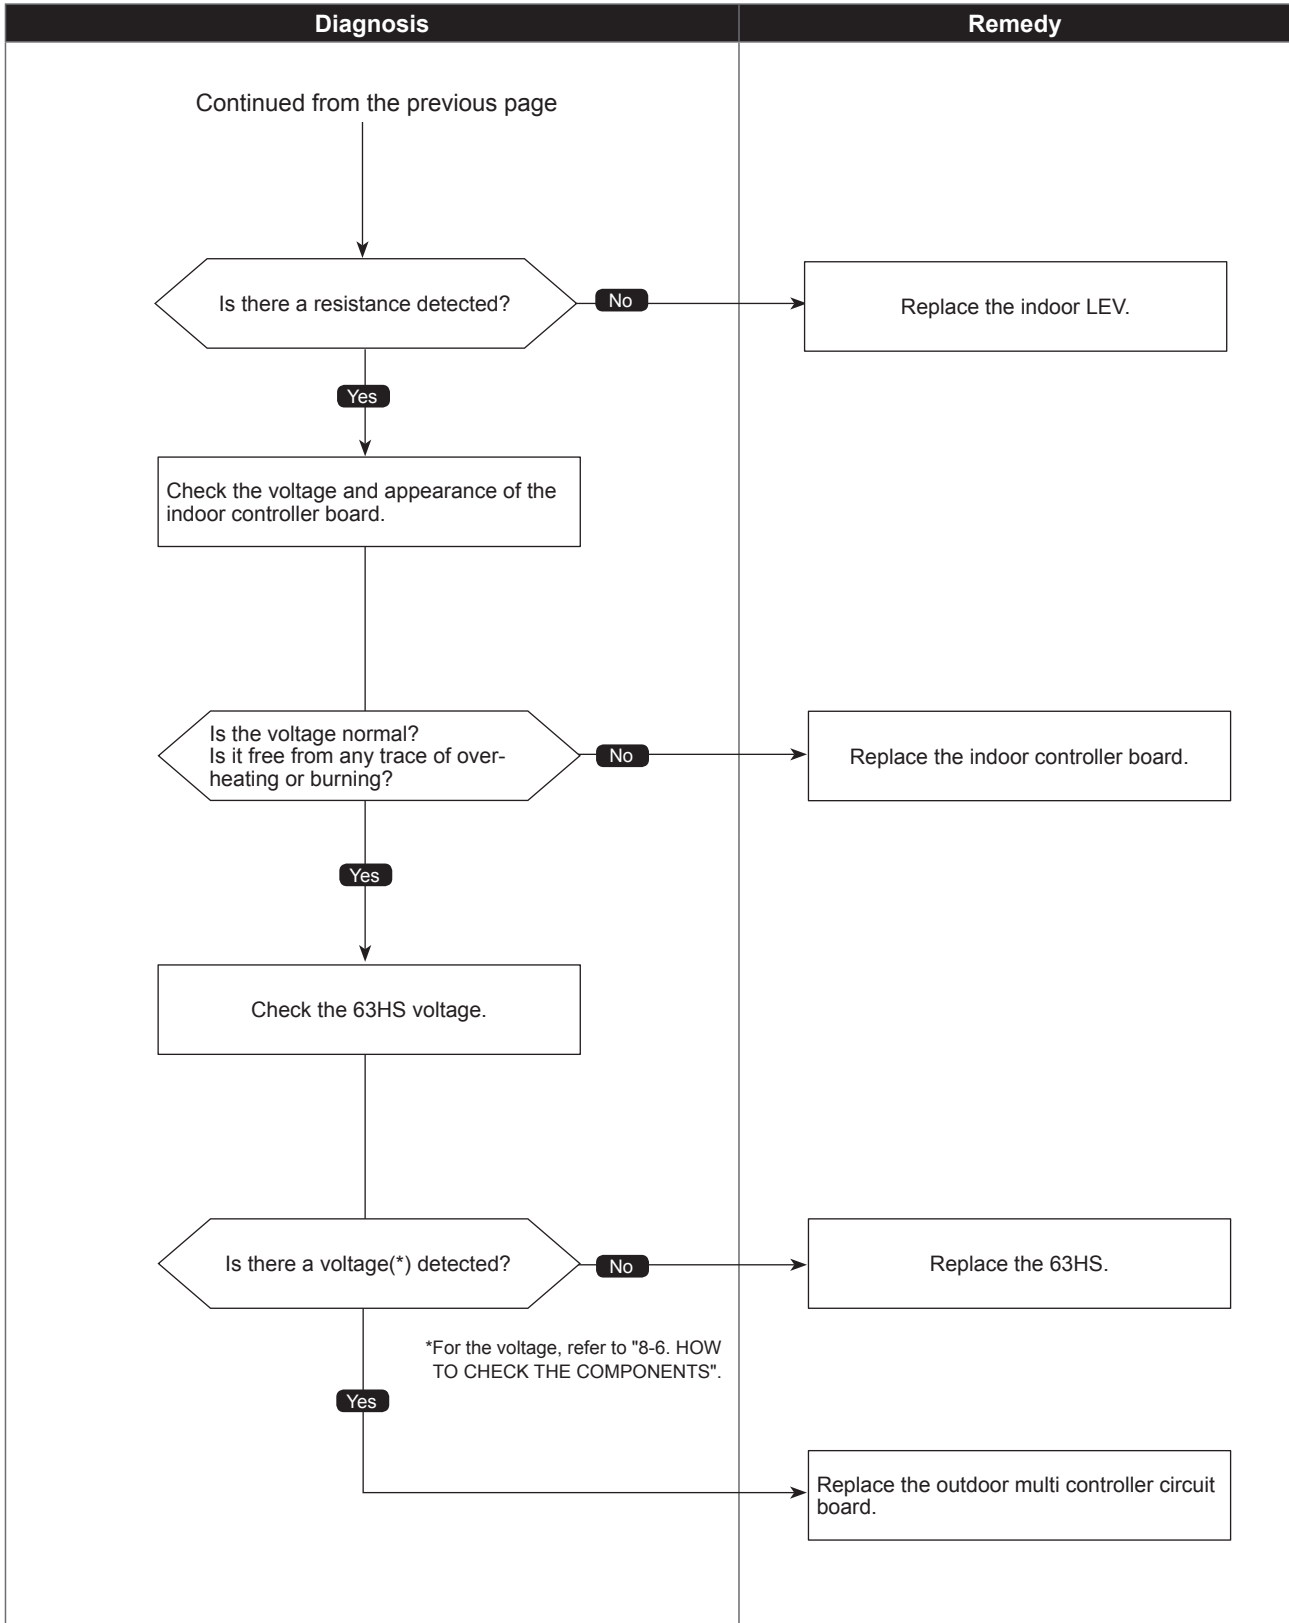 Diagnosis
Remedy
Continued from the previous page
Is there a resistance detected?
No
Replace the indoor LEV.
Yes
Check the voltage and appearance of the
indoor controller board.
Is the voltage normal?
Is it free from any trace of over-
heating or burning?
No
Replace the indoor controller board.
Yes
Check the 63HS voltage.
Is there a voltage(*) detected?
No
Replace the 63HS.
*For the voltage, refer to "8-6. HOW
TO CHECK THE COMPONENTS".
Yes
Replace the outdoor multi controller circuit
board.